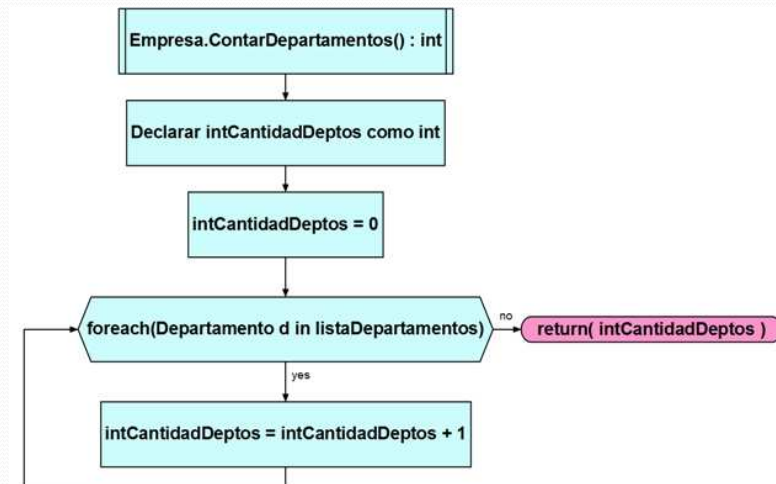 Empresa.ContarDepartamentos() : int
Declarar intCantidadDeptos como int
intCantidadDeptos = 0
foreach(Departamento d in listaDepartamentos)
no
return( intCantidadDeptos )
yes
intCantidadDeptos = intCantidadDeptos + 1